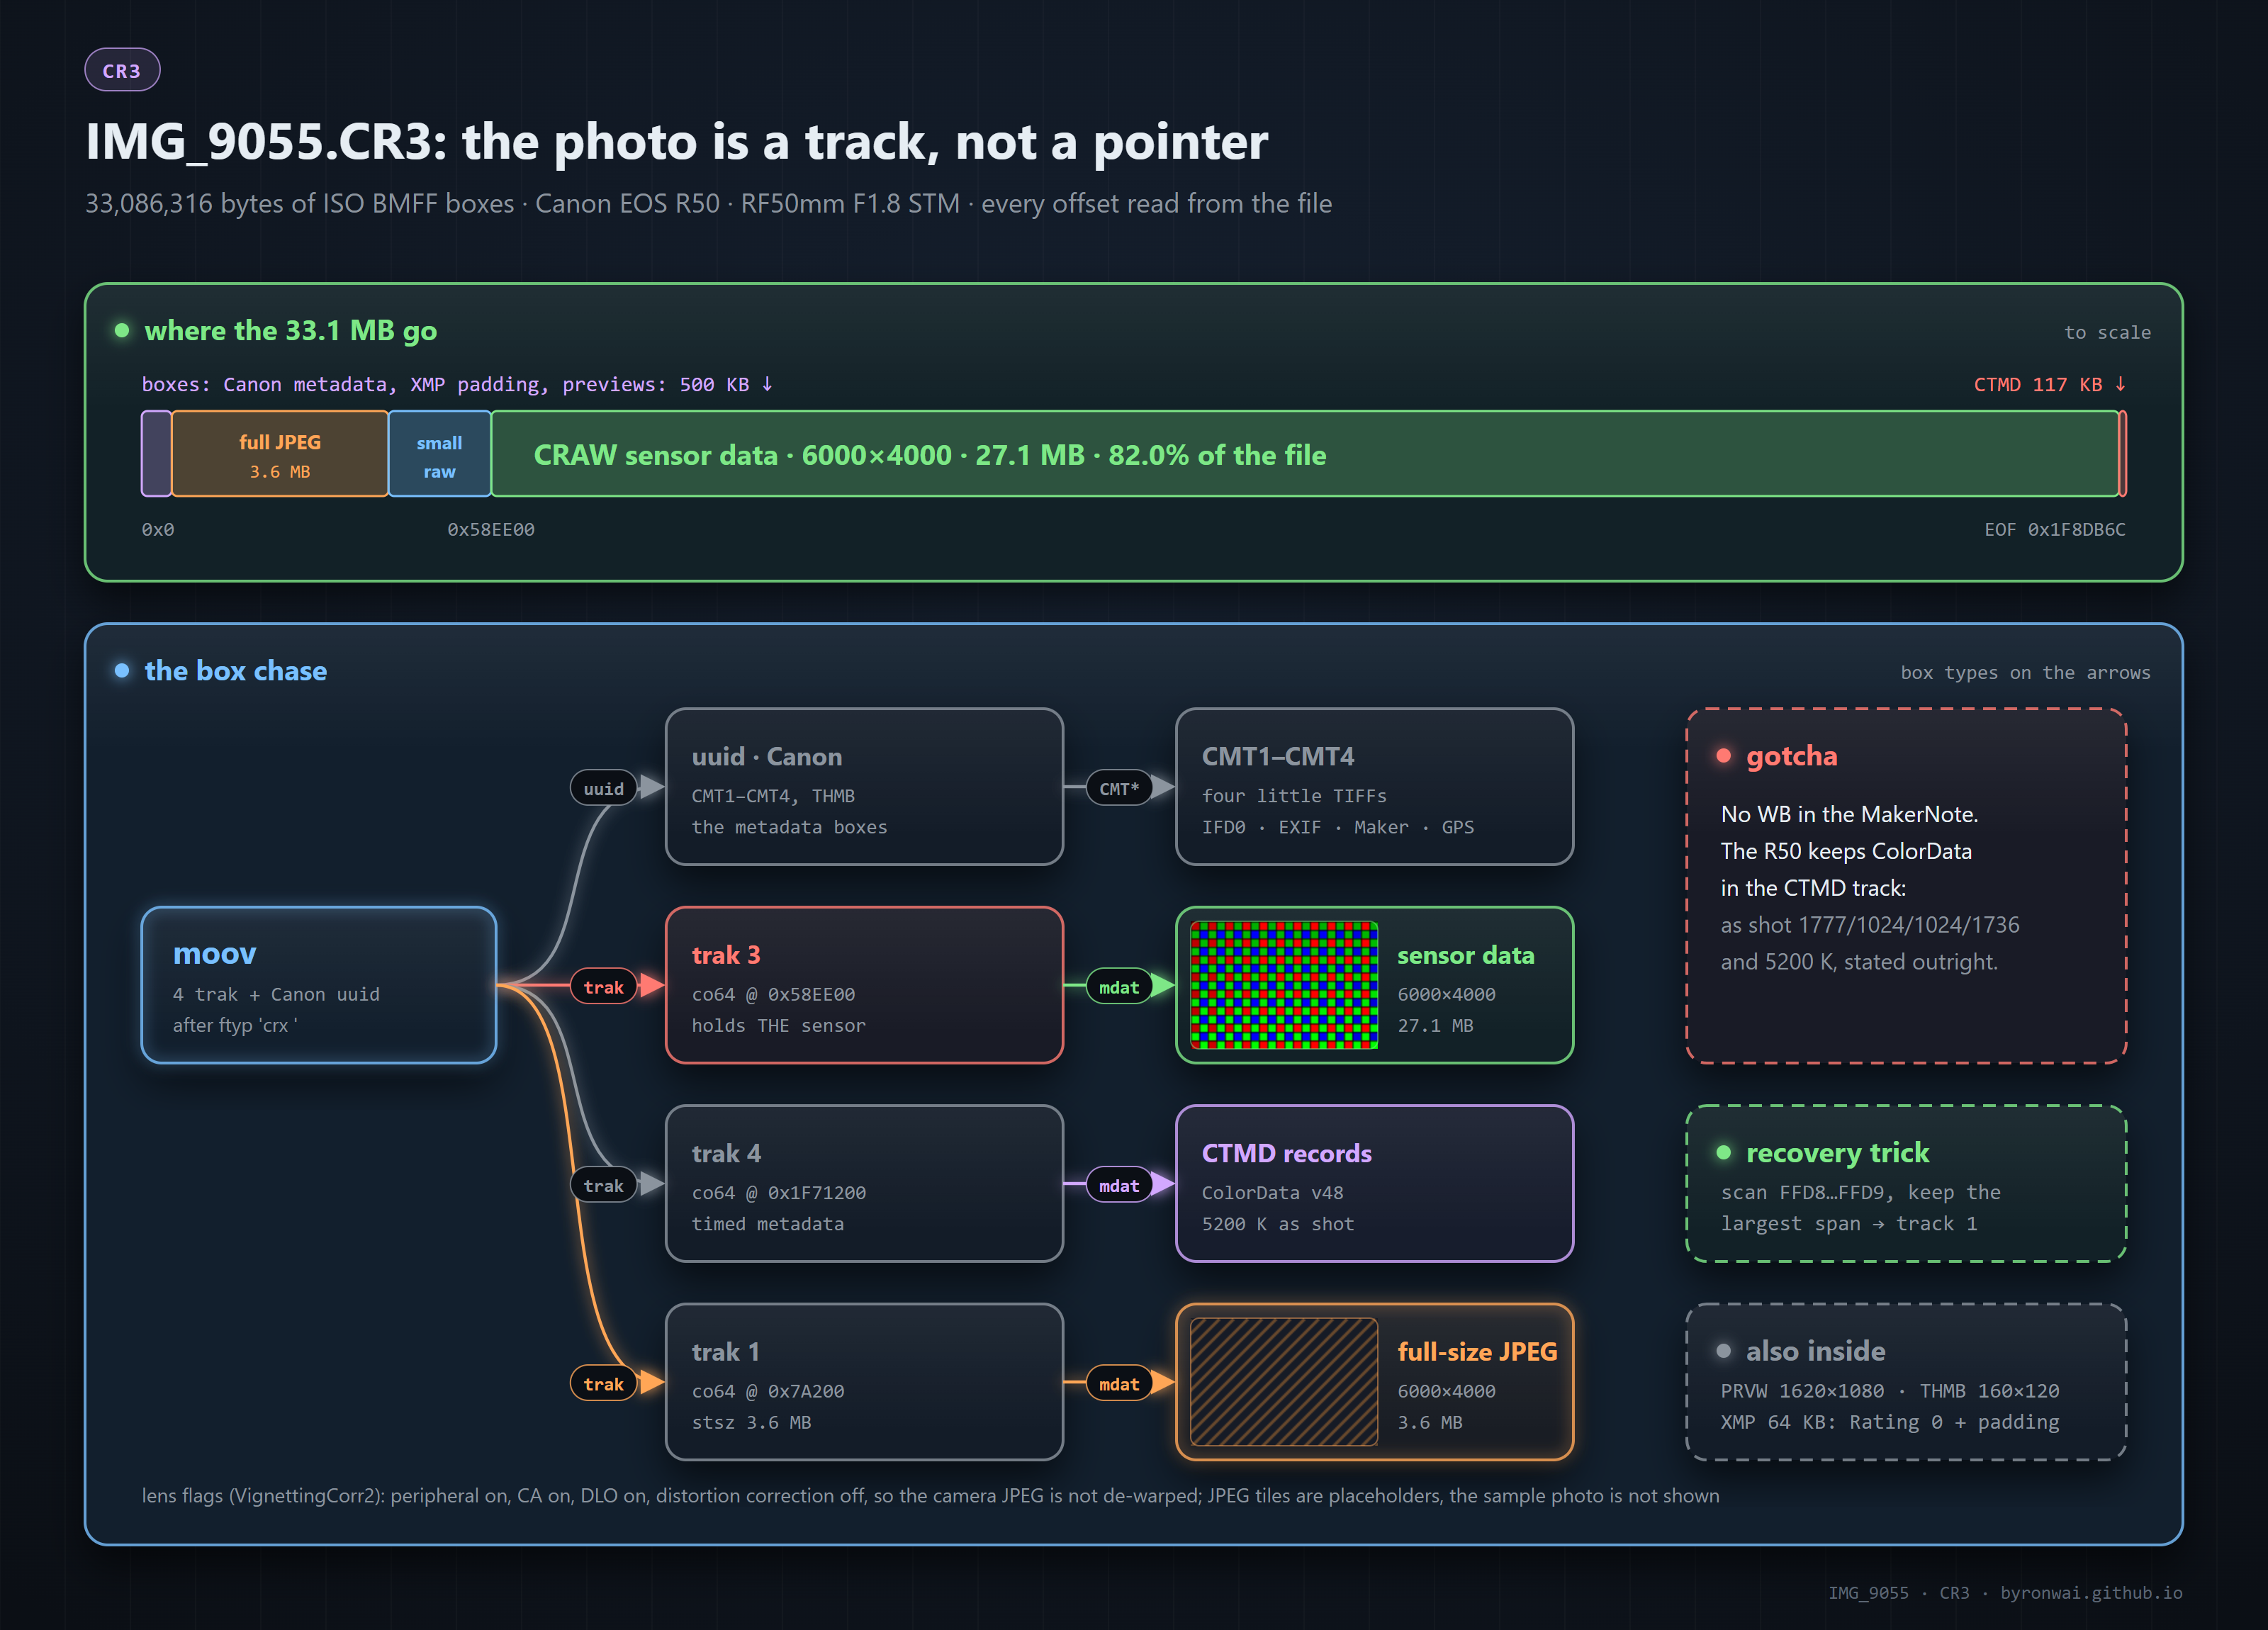 CR3
IMG_9055.CR3: the photo is a track, not a pointer
33,086,316 bytes of ISO BMFF boxes · Canon EOS R50 · RF50mm F1.8 STM · every offset read from the file
where the 33.1 MB go
to scale
boxes: Canon metadata, XMP padding, previews: 500 KB ↓
CTMD 117 KB ↓
full JPEG
3.6 MB
small
raw
CRAW sensor data · 6000×4000 · 27.1 MB · 82.0% of the file
0x0
0x58EE00
EOF 0x1F8DB6C
the box chase
box types on the arrows
moov
4 trak + Canon uuid
after ftyp 'crx '
uuid
uuid · Canon
CMT1–CMT4, THMB
the metadata boxes
CMT*
CMT1–CMT4
four little TIFFs
IFD0 · EXIF · Maker · GPS
trak
trak 3
co64 @ 0x58EE00
holds THE sensor
mdat
sensor data
6000×4000
27.1 MB
trak
trak 4
co64 @ 0x1F71200
timed metadata
mdat
CTMD records
ColorData v48
5200 K as shot
trak
trak 1
co64 @ 0x7A200
stsz 3.6 MB
mdat
full-size JPEG
6000×4000
3.6 MB
gotcha
No WB in the MakerNote.
The R50 keeps ColorData
in the CTMD track:
as shot 1777/1024/1024/1736
and 5200 K, stated outright.
recovery trick
scan FFD8…FFD9, keep the
largest span → track 1
also inside
PRVW 1620×1080 · THMB 160×120
XMP 64 KB: Rating 0 + padding
lens flags (VignettingCorr2): peripheral on, CA on, DLO on, distortion correction off, so the camera JPEG is not de-warped; JPEG tiles are placeholders, the sample photo is not shown
IMG_9055 · CR3 · byronwai.github.io